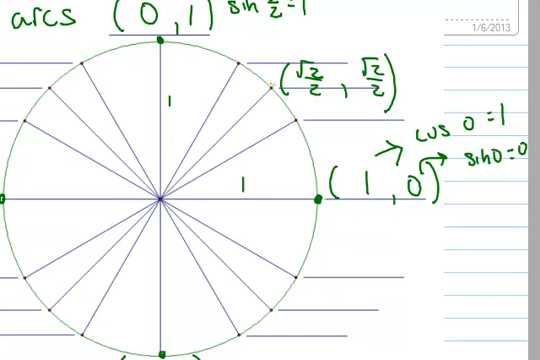 arcs (0,1) sin π/2 = 1
1/6/2013
(√2/2, √2/2)
1
→ cos 0 = 1
→ sin 0 = 0
1
(1,0)
( )